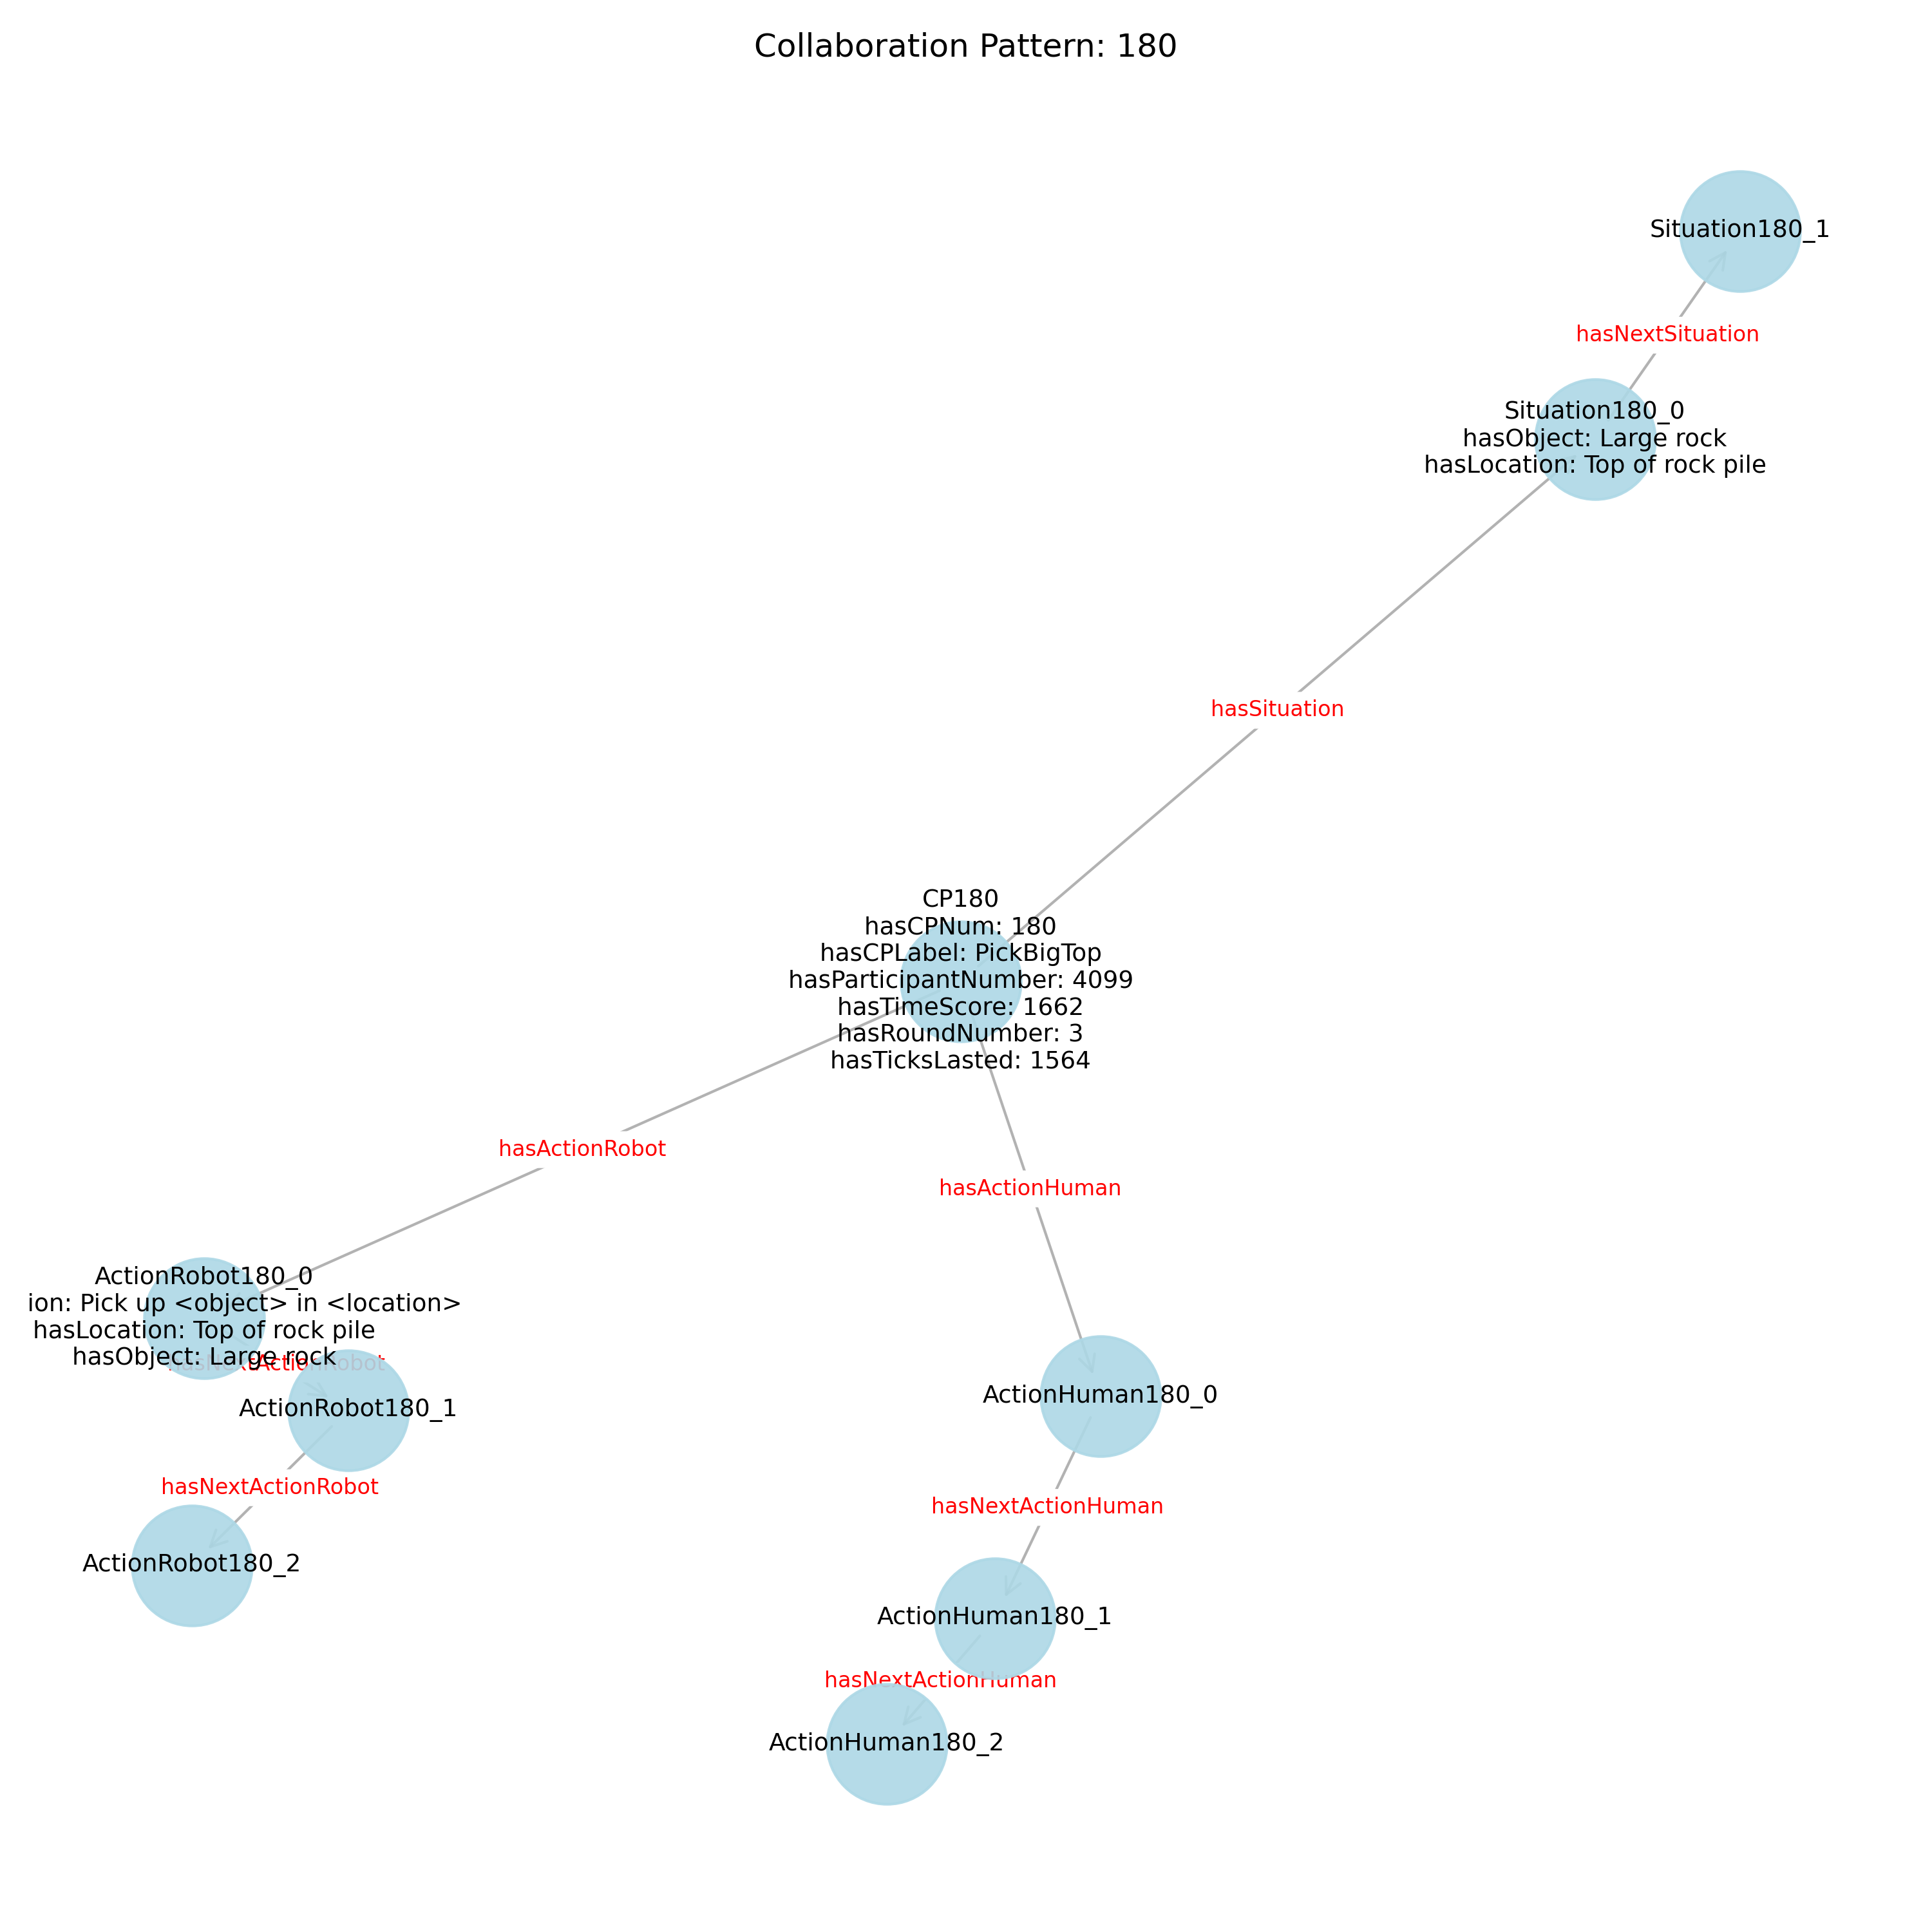 Collaboration Pattern: 180
Situation180_1
hasNextSituation
Situation180_0
hasObject: Large rock
hasLocation: Top of rock pile
hasSituation
CP180
hasCPNum: 180
hasCPLabel: PickBigTop
hasParticipantNumber: 4099
hasTimeScore: 1662
hasRoundNumber: 3
hasTicksLasted: 1564
hasActionRobot
hasActionHuman
ActionRobot180_0
ion: Pick up <object> in <location>
hasLocation: Top of rock pile
hasObject: Large rock
hasNextActionRobot
ActionRobot180_1
ActionHuman180_0
hasNextActionRobot
hasNextActionHuman
ActionRobot180_2
ActionHuman180_1
hasNextActionHuman
ActionHuman180_2